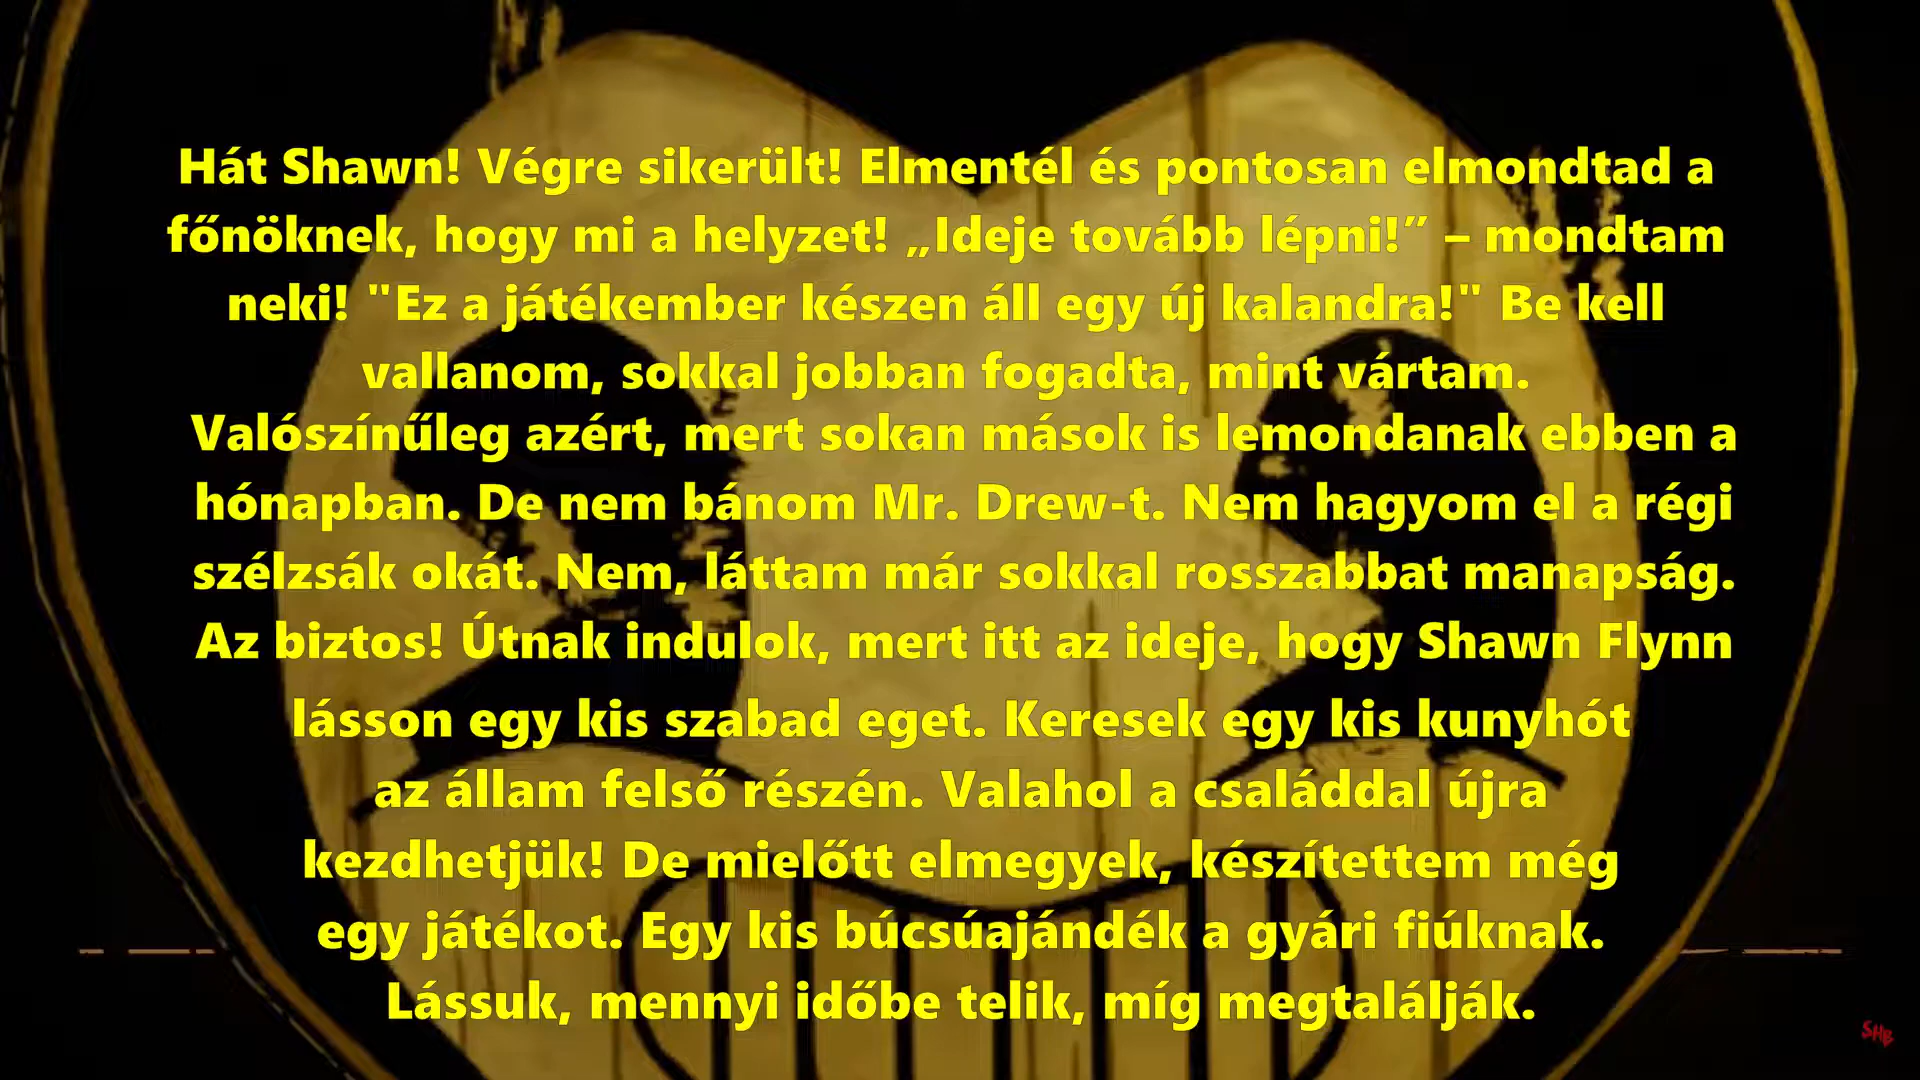 Hát Shawn! Végre sikerült! Elmentél és pontosan elmondtad a
főnöknek, hogy mi a helyzet! „Ideje tovább lépni!” – mondtam
neki! "Ez a játékember készen áll egy új kalandra!" Be kell
vallanom, sokkal jobban fogadta, mint vártam.
Valószínűleg azért, mert sokan mások is lemondanak ebben a
hónapban. De nem bánom Mr. Drew-t. Nem hagyom el a régi
szélzsák okát. Nem, láttam már sokkal rosszabbat manapság.
Az biztos! Útnak indulok, mert itt az ideje, hogy Shawn Flynn
lásson egy kis szabad eget. Keresek egy kis kunyhót
az állam felső részén. Valahol a családdal újra
kezdhetjük! De mielőtt elmegyek, készítettem még
egy játékot. Egy kis búcsúajándék a gyári fiúknak.
Lássuk, mennyi időbe telik, míg megtalálják.
SHB